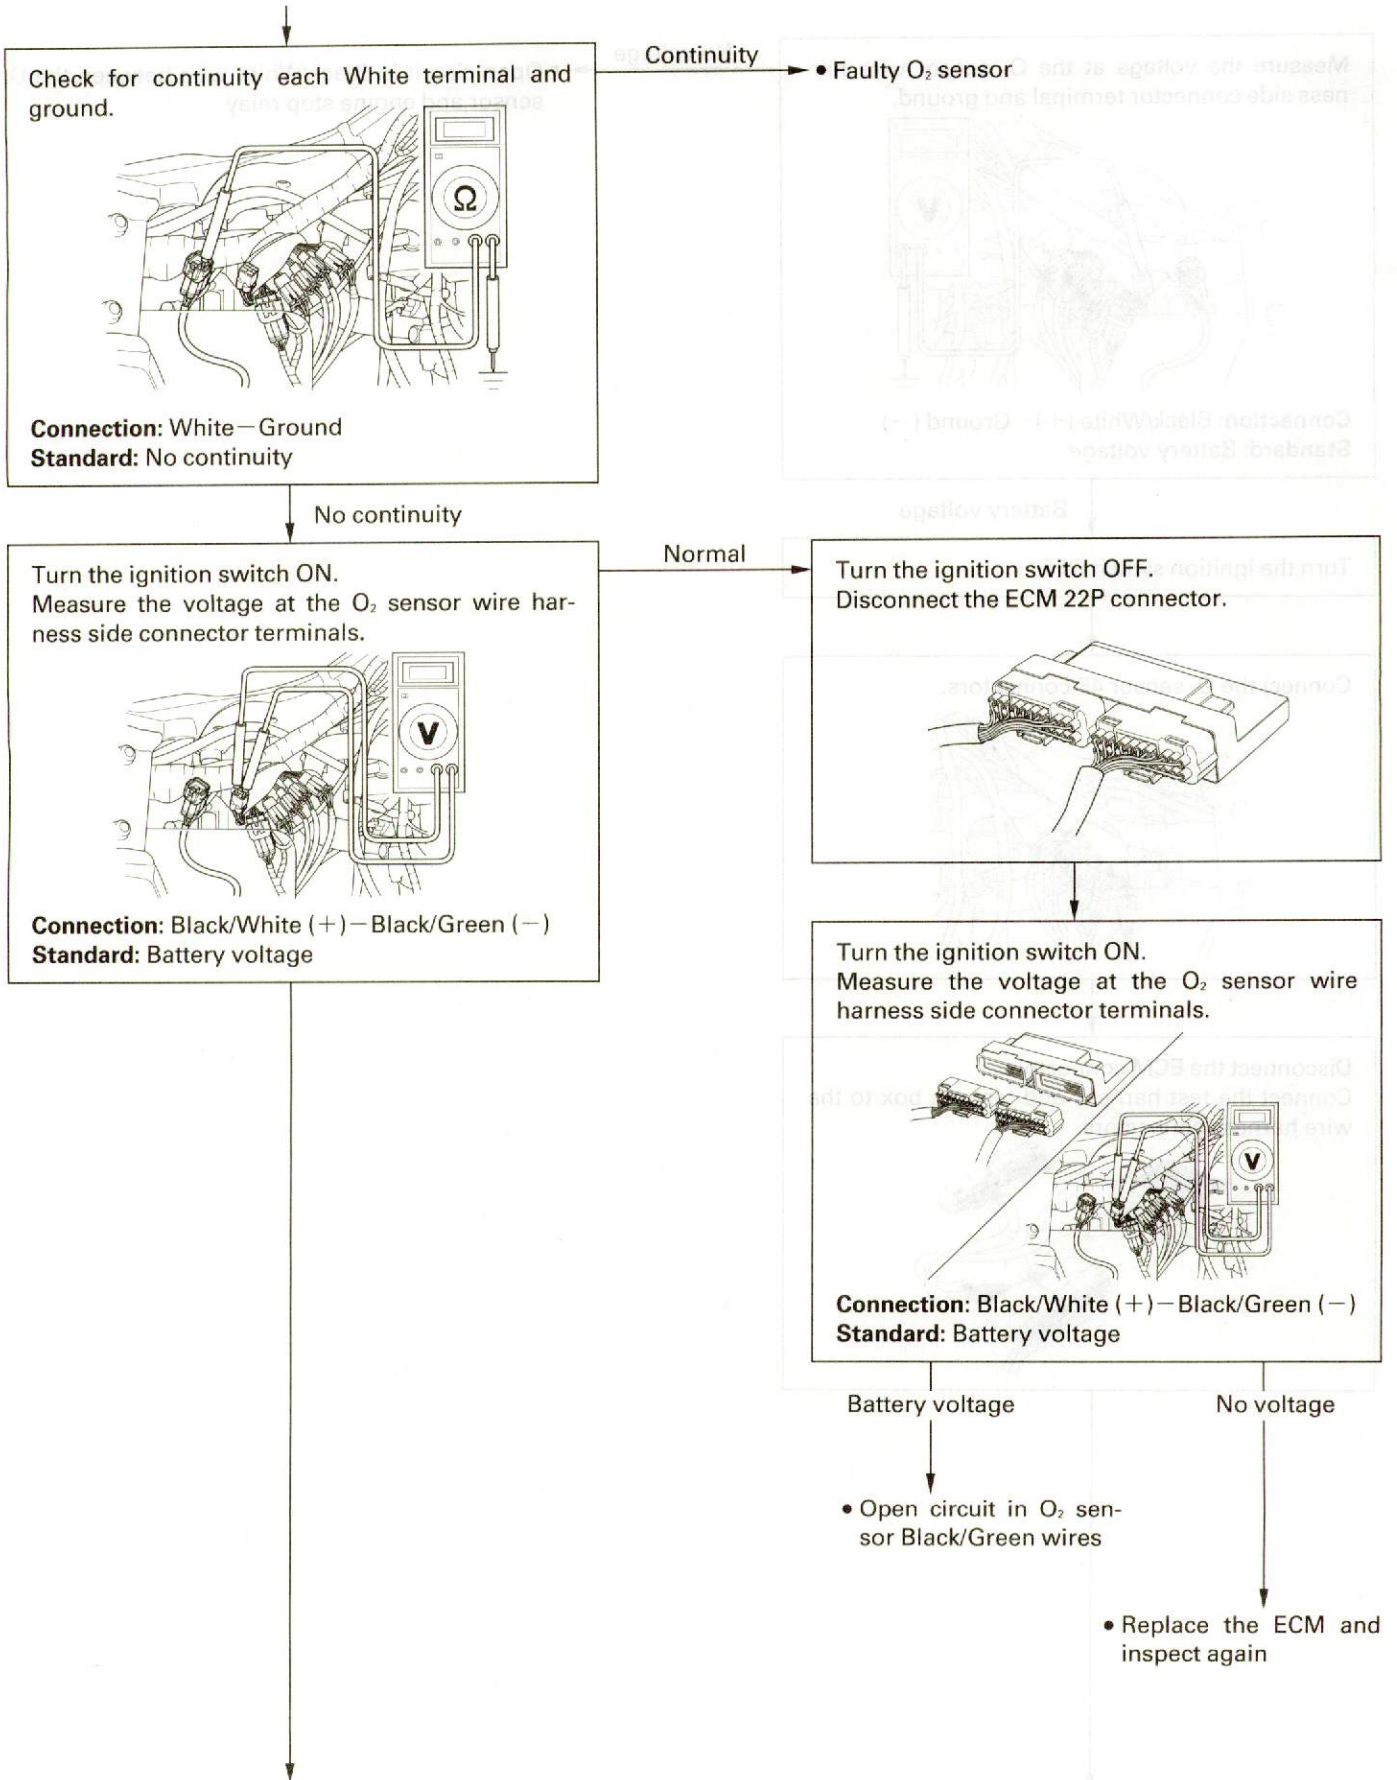 Check for continuity each White terminal and
ground.
Ω
Connection: White—Ground
Standard: No continuity
Continuity
• Faulty O₂ sensor
No continuity
Turn the ignition switch ON.
Measure the voltage at the O₂ sensor wire har-
ness side connector terminals.
V
Connection: Black/White (+)—Black/Green (−)
Standard: Battery voltage
Normal
Turn the ignition switch OFF.
Disconnect the ECM 22P connector.
Turn the ignition switch ON.
Measure the voltage at the O₂ sensor wire
harness side connector terminals.
V
Connection: Black/White (+)—Black/Green (−)
Standard: Battery voltage
Battery voltage
No voltage
• Open circuit in O₂ sen-
sor Black/Green wires
• Replace the ECM and
inspect again